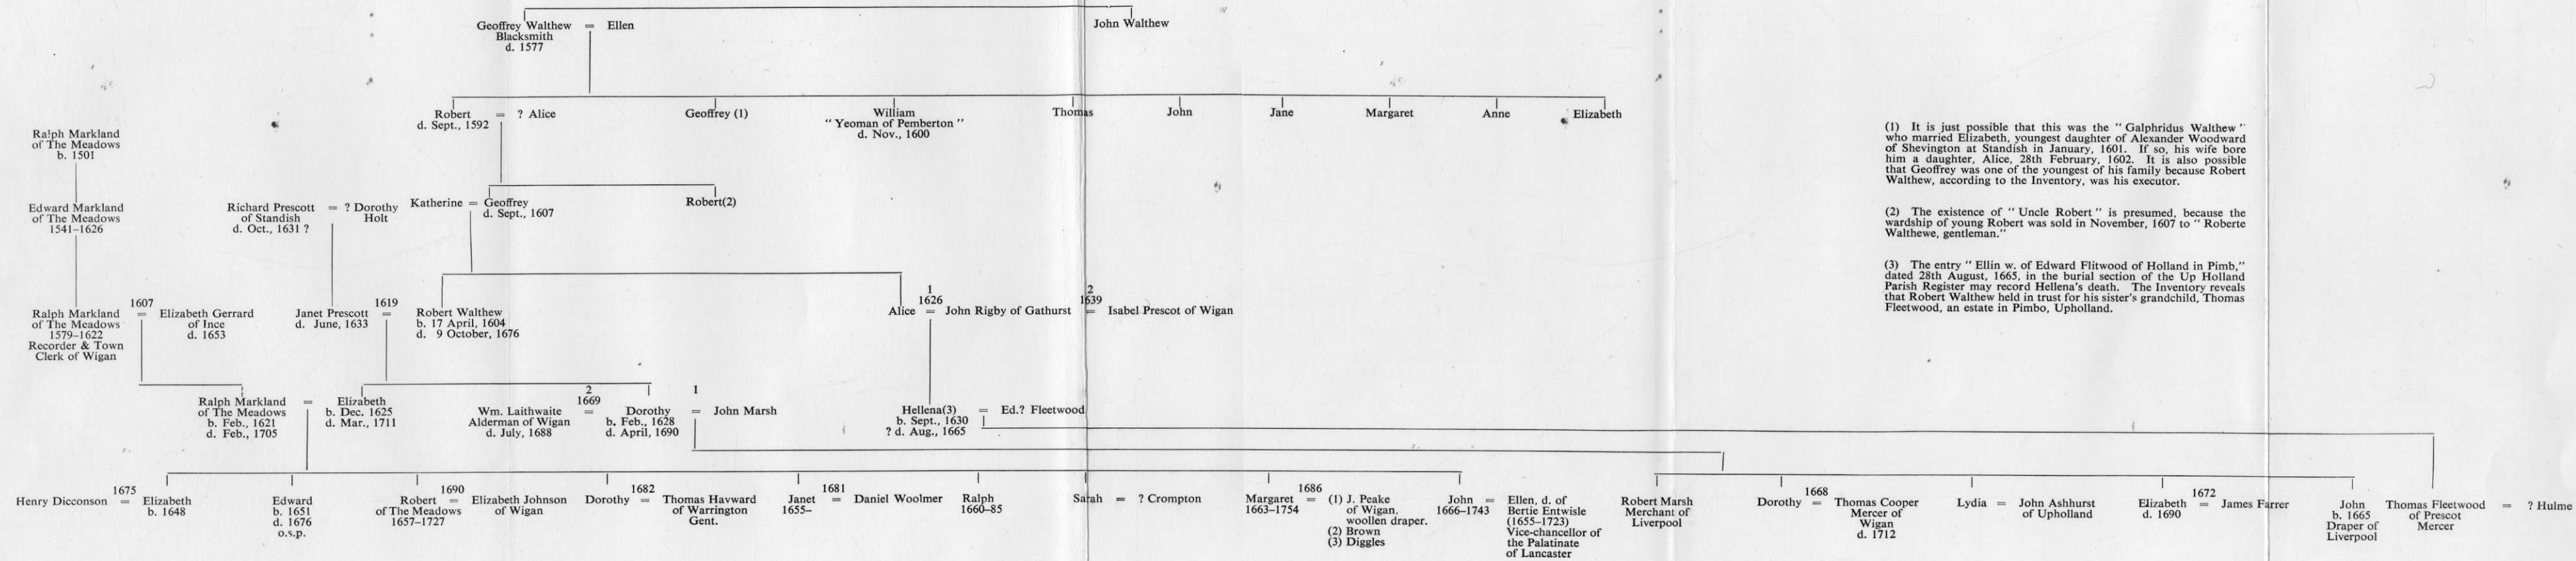 Geoffrey Walthew = Ellen
Blacksmith
d. 1577
John Walthew
Robert = ? Alice
d. Sept., 1592
Geoffrey (1)
William
" Yeoman of Pemberton "
d. Nov., 1600
Thomas
John
Jane
Margaret
Anne
Elizabeth
Ralph Markland
of The Meadows
b. 1501
Edward Markland
of The Meadows
1541–1626
Richard Prescott = ? Dorothy
of Standish Holt
d. Oct., 1631 ?
Katherine = Geoffrey
d. Sept., 1607
Robert(2)
(1) It is just possible that this was the " Galphridus Walthew "
who married Elizabeth, youngest daughter of Alexander Woodward
of Shevington at Standish in January, 1601. If so, his wife bore
him a daughter, Alice, 28th February, 1602. It is also possible
that Geoffrey was one of the youngest of his family because Robert
Walthew, according to the Inventory, was his executor.
(2) The existence of " Uncle Robert " is presumed, because the
wardship of young Robert was sold in November, 1607 to " Roberte
Walthewe, gentleman."
(3) The entry " Ellin w. of Edward Flitwood of Holland in Pimb,"
dated 28th August, 1665, in the burial section of the Up Holland
Parish Register may record Hellena's death. The Inventory reveals
that Robert Walthew held in trust for his sister's grandchild, Thomas
Fleetwood, an estate in Pimbo, Upholland.
1607
Ralph Markland = Elizabeth Gerrard
of The Meadows of Ince
1579–1622 d. 1653
Recorder & Town
Clerk of Wigan
1619
Janet Prescott = Robert Walthew
d. June, 1633 b. 17 April, 1604
d. 9 October, 1676
1 2
1626 1639
Alice = John Rigby of Gathurst = Isabel Prescot of Wigan
Ralph Markland = Elizabeth
of The Meadows b. Dec. 1625
b. Feb., 1621 d. Mar., 1711
d. Feb., 1705
2 1
1669
Wm. Laithwaite = Dorothy = John Marsh
Alderman of Wigan b. Feb., 1628
d. July, 1688 d. April, 1690
Hellena(3) = Ed.? Fleetwood
b. Sept., 1630
? d. Aug., 1665
1675
Henry Dicconson = Elizabeth
b. 1648
Edward
b. 1651
d. 1676
o.s.p.
1690
Robert = Elizabeth Johnson
of The Meadows of Wigan
1657–1727
1682
Dorothy = Thomas Hayward
of Warrington
Gent.
1681
Janet = Daniel Woolmer
1655–
Ralph
1660–85
Sarah = ? Crompton
1686
Margaret = (1) J. Peake
1663–1754 of Wigan,
woollen draper.
(2) Brown
(3) Diggles
John = Ellen, d. of
1666–1743 Bertie Entwisle
(1655–1723)
Vice-chancellor of
the Palatinate
of Lancaster
Robert Marsh
Merchant of
Liverpool
1668
Dorothy = Thomas Cooper
Mercer of
Wigan
d. 1712
Lydia = John Ashhurst
of Upholland
1672
Elizabeth = James Farrer
d. 1690
John
b. 1665
Draper of
Liverpool
Thomas Fleetwood = ? Hulme
of Prescot
Mercer